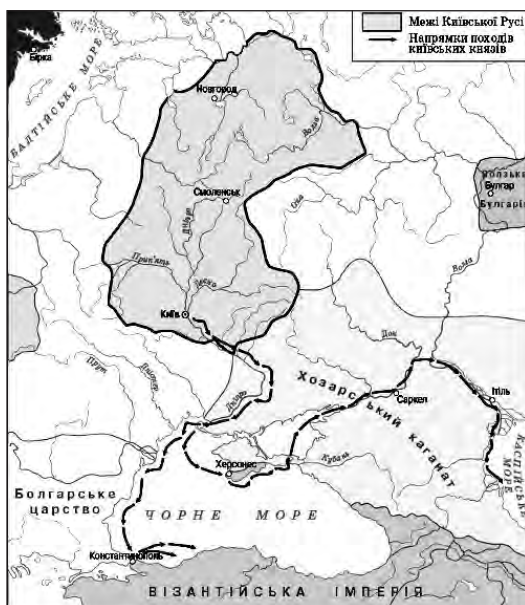 Межі Київської Русі
Напрямки походів
київських князів
Бірка
БАЛТІЙСЬКЕ МОРЕ
Новгород
Волга
Смоленськ
Ока
Волзька
Булгар
Булгарія
Дніпро
Прип'ять
Десна
Волга
Київ
Дон
Прут
Дністер
Дніпро
Хозарський каганат
Саркел
Ітіль
КАСПІЙСЬКЕ
МОРЕ
Херсонес
Кубань
Болгарське
царство
ЧОРНЕ МОРЕ
Константинополь
ВІЗАНТІЙСЬКА ІМПЕРІЯ